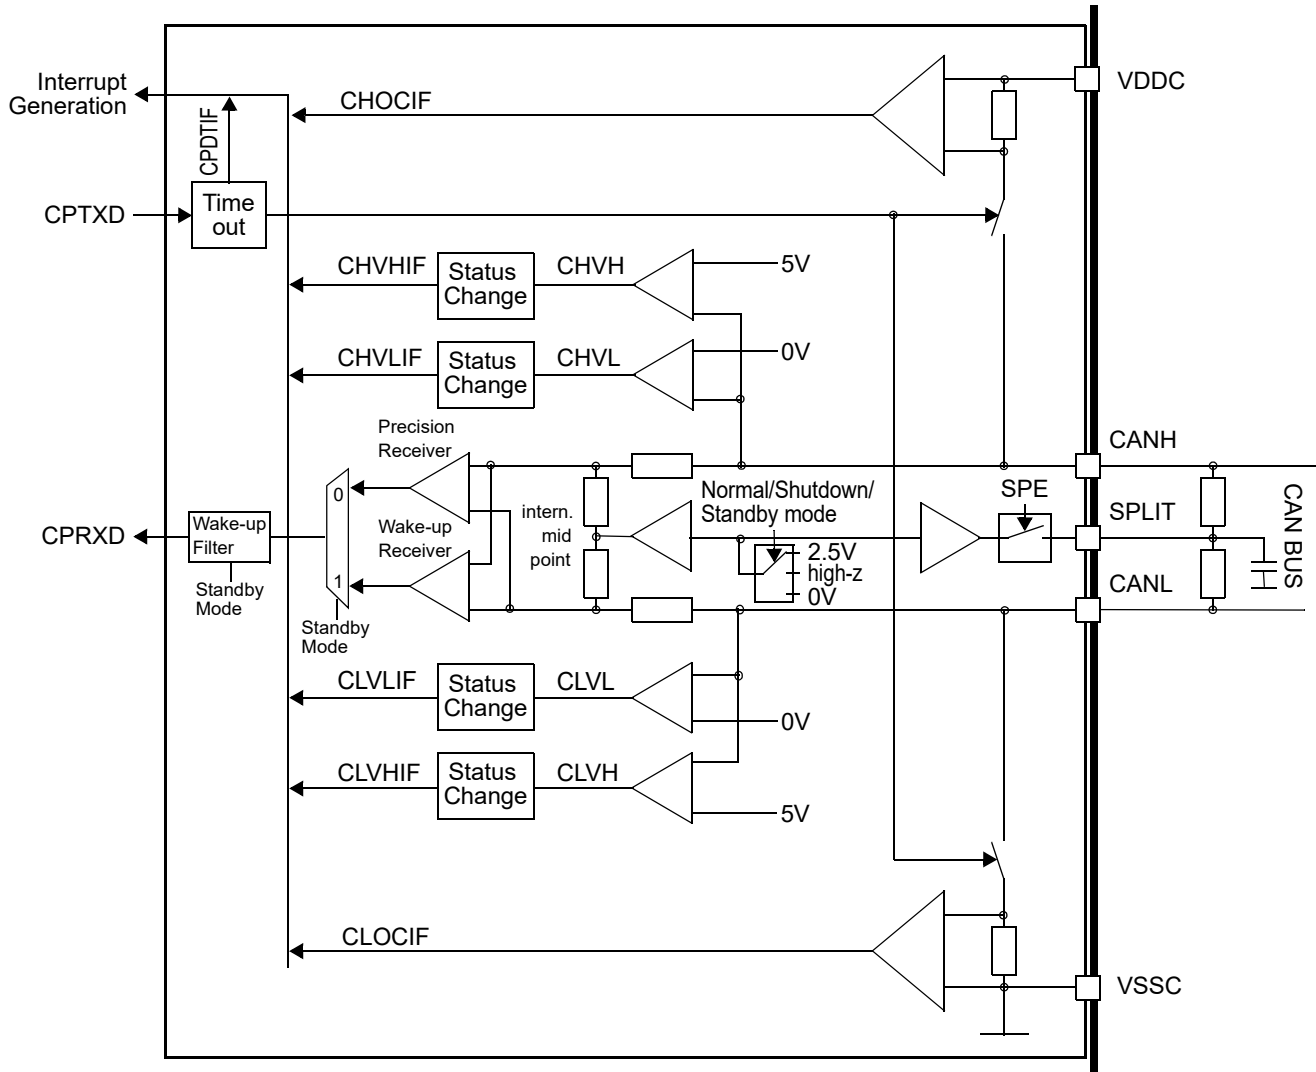 Interrupt
Generation
CHOCIF
VDDC
CPDTIF
CPTXD
Time
out
CHVHIF
Status
Change
CHVH
5V
CHVLIF
Status
Change
CHVL
0V
Precision
Receiver
CANH
0
Normal/Shutdown/
Standby mode
SPE
intern.
mid
point
SPLIT
CAN BUS
CPRXD
Wake-up
Filter
Wake-up
Receiver
2.5V
high-z
0V
1
CANL
Standby
Mode
Standby
Mode
CLVLIF
Status
Change
CLVL
0V
CLVHIF
Status
Change
CLVH
5V
CLOCIF
VSSC